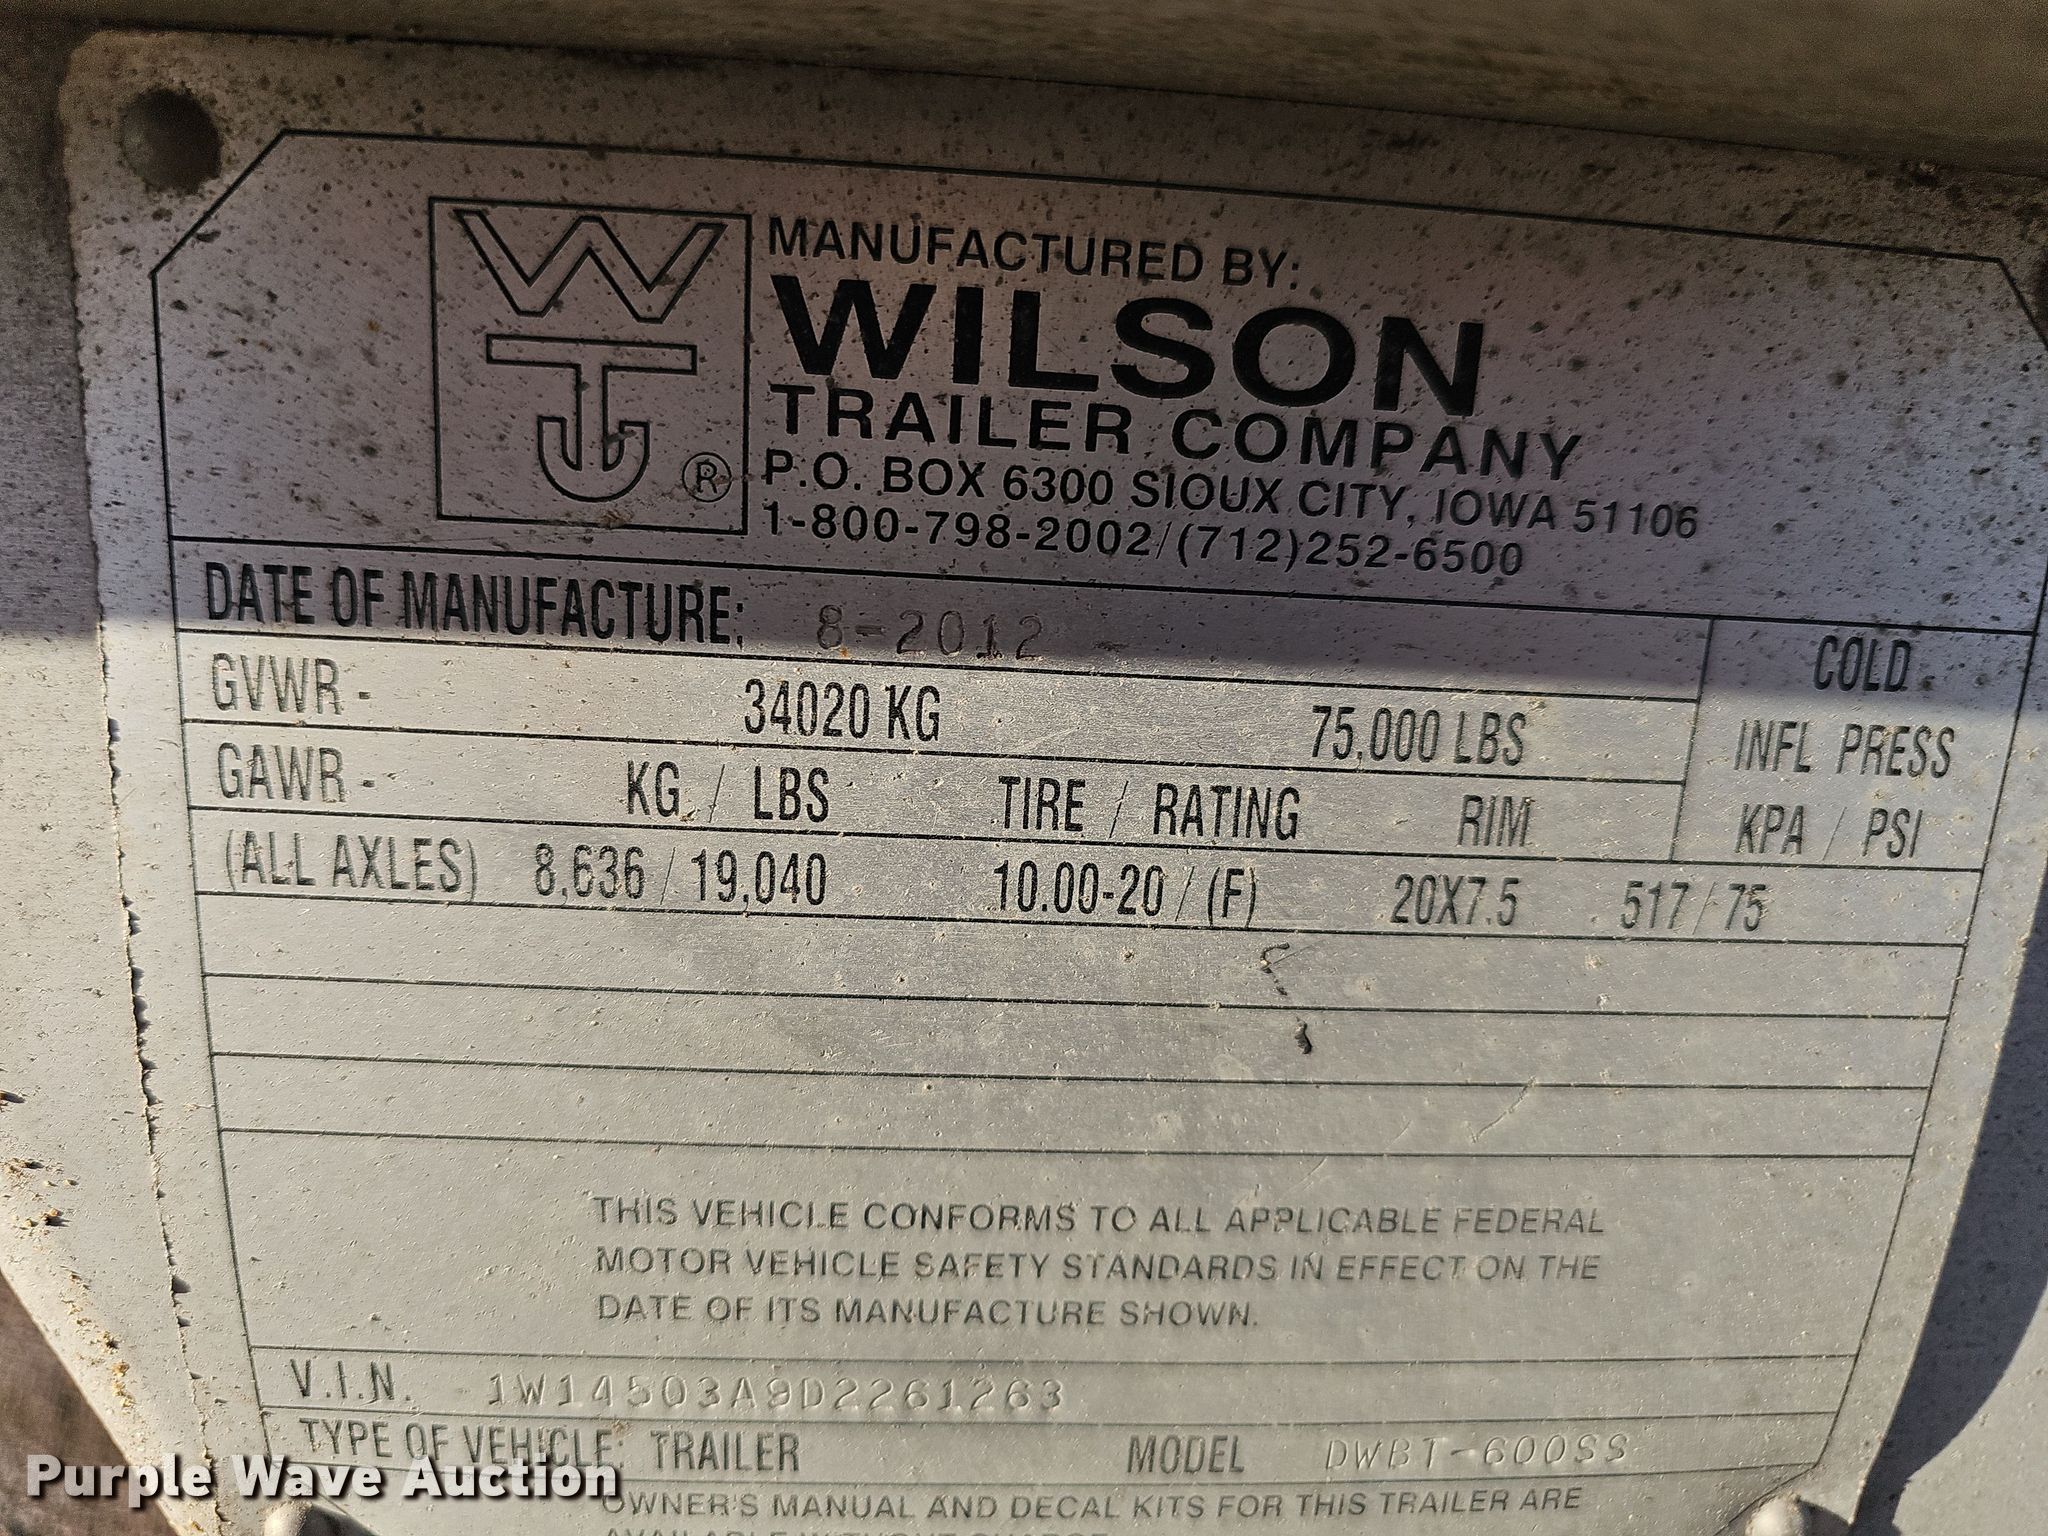 WTJ ®
MANUFACTURED BY:
WILSON
TRAILER COMPANY
P.O. BOX 6300 SIOUX CITY, IOWA 51106
1-800-798-2002/(712)252-6500
DATE OF MANUFACTURE: 8-2012 -
COLD
GVWR - 34020 KG 75,000 LBS
INFL PRESS
GAWR - KG / LBS TIRE / RATING RIM
KPA / PSI
(ALL AXLES) 8,636 / 19,040 10.00-20 / (F) 20X7.5 517 / 75
THIS VEHICLE CONFORMS TO ALL APPLICABLE FEDERAL
MOTOR VEHICLE SAFETY STANDARDS IN EFFECT ON THE
DATE OF ITS MANUFACTURE SHOWN.
V.I.N. 1W14503A9D2261263
TYPE OF VEHICLE: TRAILER MODEL DWBT-600SS
Purple Wave Auction
OWNER'S MANUAL AND DECAL KITS FOR THIS TRAILER ARE
AVAILABLE WITHOUT CHARGE